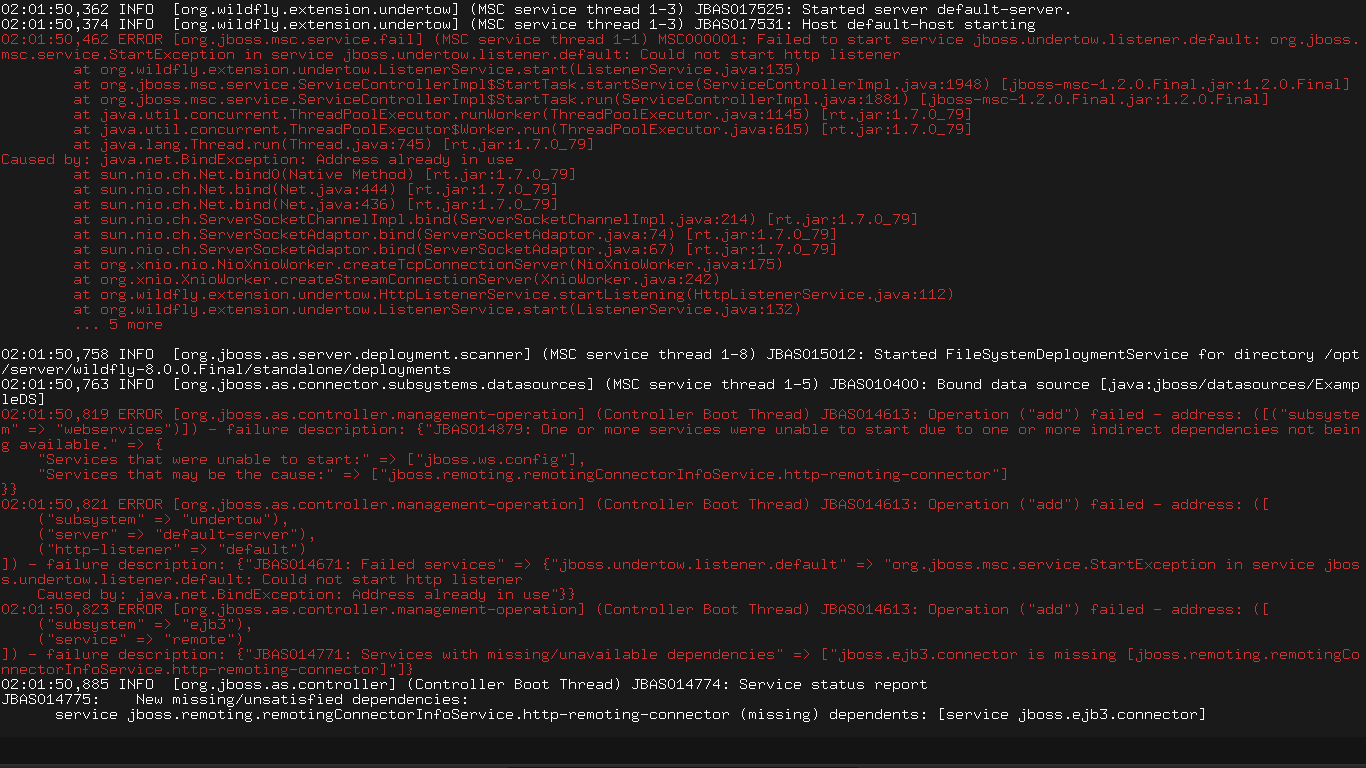 02:01:50,362 INFO  [org.wildfly.extension.undertow] (MSC service thread 1-3) JBAS017525: Started server default-server.
02:01:50,374 INFO  [org.wildfly.extension.undertow] (MSC service thread 1-3) JBAS017531: Host default-host starting
02:01:50,462 ERROR [org.jboss.msc.service.fail] (MSC service thread 1-1) MSC000001: Failed to start service jboss.undertow.listener.default: org.jboss.
msc.service.StartException in service jboss.undertow.listener.default: Could not start http listener
        at org.wildfly.extension.undertow.ListenerService.start(ListenerService.java:135)
        at org.jboss.msc.service.ServiceControllerImpl$StartTask.startService(ServiceControllerImpl.java:1948) [jboss-msc-1.2.0.Final.jar:1.2.0.Final]
        at org.jboss.msc.service.ServiceControllerImpl$StartTask.run(ServiceControllerImpl.java:1881) [jboss-msc-1.2.0.Final.jar:1.2.0.Final]
        at java.util.concurrent.ThreadPoolExecutor.runWorker(ThreadPoolExecutor.java:1145) [rt.jar:1.7.0_79]
        at java.util.concurrent.ThreadPoolExecutor$Worker.run(ThreadPoolExecutor.java:615) [rt.jar:1.7.0_79]
        at java.lang.Thread.run(Thread.java:745) [rt.jar:1.7.0_79]
Caused by: java.net.BindException: Address already in use
        at sun.nio.ch.Net.bind0(Native Method) [rt.jar:1.7.0_79]
        at sun.nio.ch.Net.bind(Net.java:444) [rt.jar:1.7.0_79]
        at sun.nio.ch.Net.bind(Net.java:436) [rt.jar:1.7.0_79]
        at sun.nio.ch.ServerSocketChannelImpl.bind(ServerSocketChannelImpl.java:214) [rt.jar:1.7.0_79]
        at sun.nio.ch.ServerSocketAdaptor.bind(ServerSocketAdaptor.java:74) [rt.jar:1.7.0_79]
        at sun.nio.ch.ServerSocketAdaptor.bind(ServerSocketAdaptor.java:67) [rt.jar:1.7.0_79]
        at org.xnio.nio.NioXnioWorker.createTcpConnectionServer(NioXnioWorker.java:175)
        at org.xnio.XnioWorker.createStreamConnectionServer(XnioWorker.java:242)
        at org.wildfly.extension.undertow.HttpListenerService.startListening(HttpListenerService.java:112)
        at org.wildfly.extension.undertow.ListenerService.start(ListenerService.java:132)
        ... 5 more
02:01:50,758 INFO  [org.jboss.as.server.deployment.scanner] (MSC service thread 1-8) JBAS015012: Started FileSystemDeploymentService for directory /opt
/server/wildfly-8.0.0.Final/standalone/deployments
02:01:50,763 INFO  [org.jboss.as.connector.subsystems.datasources] (MSC service thread 1-5) JBAS010400: Bound data source [java:jboss/datasources/Examp
leDS]
02:01:50,819 ERROR [org.jboss.as.controller.management-operation] (Controller Boot Thread) JBAS014613: Operation ("add") failed - address: ([("subsyste
m" => "webservices")]) - failure description: {"JBAS014879: One or more services were unable to start due to one or more indirect dependencies not bein
g available." => {
    "Services that were unable to start:" => ["jboss.ws.config"],
    "Services that may be the cause:" => ["jboss.remoting.remotingConnectorInfoService.http-remoting-connector"]
}}
02:01:50,821 ERROR [org.jboss.as.controller.management-operation] (Controller Boot Thread) JBAS014613: Operation ("add") failed - address: ([
    ("subsystem" => "undertow"),
    ("server" => "default-server"),
    ("http-listener" => "default")
]) - failure description: {"JBAS014671: Failed services" => {"jboss.undertow.listener.default" => "org.jboss.msc.service.StartException in service jbos
s.undertow.listener.default: Could not start http listener
    Caused by: java.net.BindException: Address already in use"}}
02:01:50,823 ERROR [org.jboss.as.controller.management-operation] (Controller Boot Thread) JBAS014613: Operation ("add") failed - address: ([
    ("subsystem" => "ejb3"),
    ("service" => "remote")
]) - failure description: {"JBAS014771: Services with missing/unavailable dependencies" => ["jboss.ejb3.connector is missing [jboss.remoting.remotingCo
nnectorInfoService.http-remoting-connector]"]}
02:01:50,885 INFO  [org.jboss.as.controller] (Controller Boot Thread) JBAS014774: Service status report
JBAS014775:    New missing/unsatisfied dependencies:
      service jboss.remoting.remotingConnectorInfoService.http-remoting-connector (missing) dependents: [service jboss.ejb3.connector]